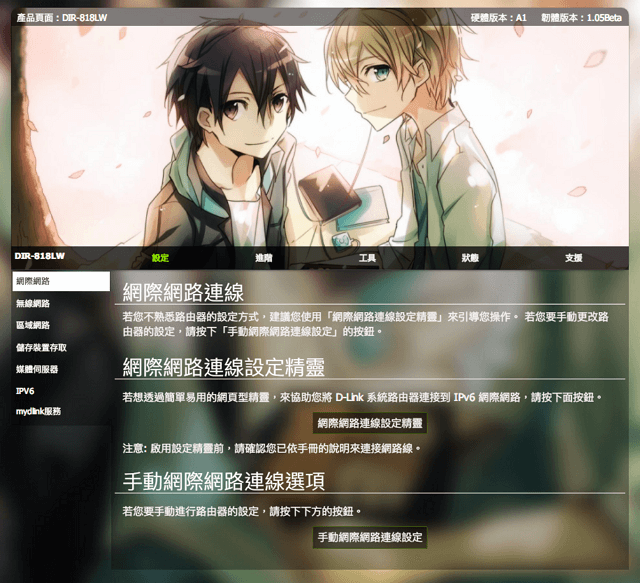 產品頁面：DIR-818LW 硬體版本：A1 韌體版本：1.05Beta
DIR-818LW 設定 進階 工具 狀態 支援
網際網路
無線網路
區域網路
儲存裝置存取
媒體伺服器
IPV6
mydlink服務
網際網路連線
若您不熟悉路由器的設定方式，建議您使用「網際網路連線設定精靈」來引導您操作。 若您要手動更改路
由器的設定，請按下「手動網際網路連線設定」的按鈕。
網際網路連線設定精靈
若想透過簡單易用的網頁型精靈，來協助您將 D-Link 系統路由器連接到 IPv6 網際網路，請按下面按鈕。
網際網路連線設定精靈
注意: 啟用設定精靈前，請確認您已依手冊的說明來連接網路線。
手動網際網路連線選項
若您要手動進行路由器的設定，請按下下方的按鈕。
手動網際網路連線設定